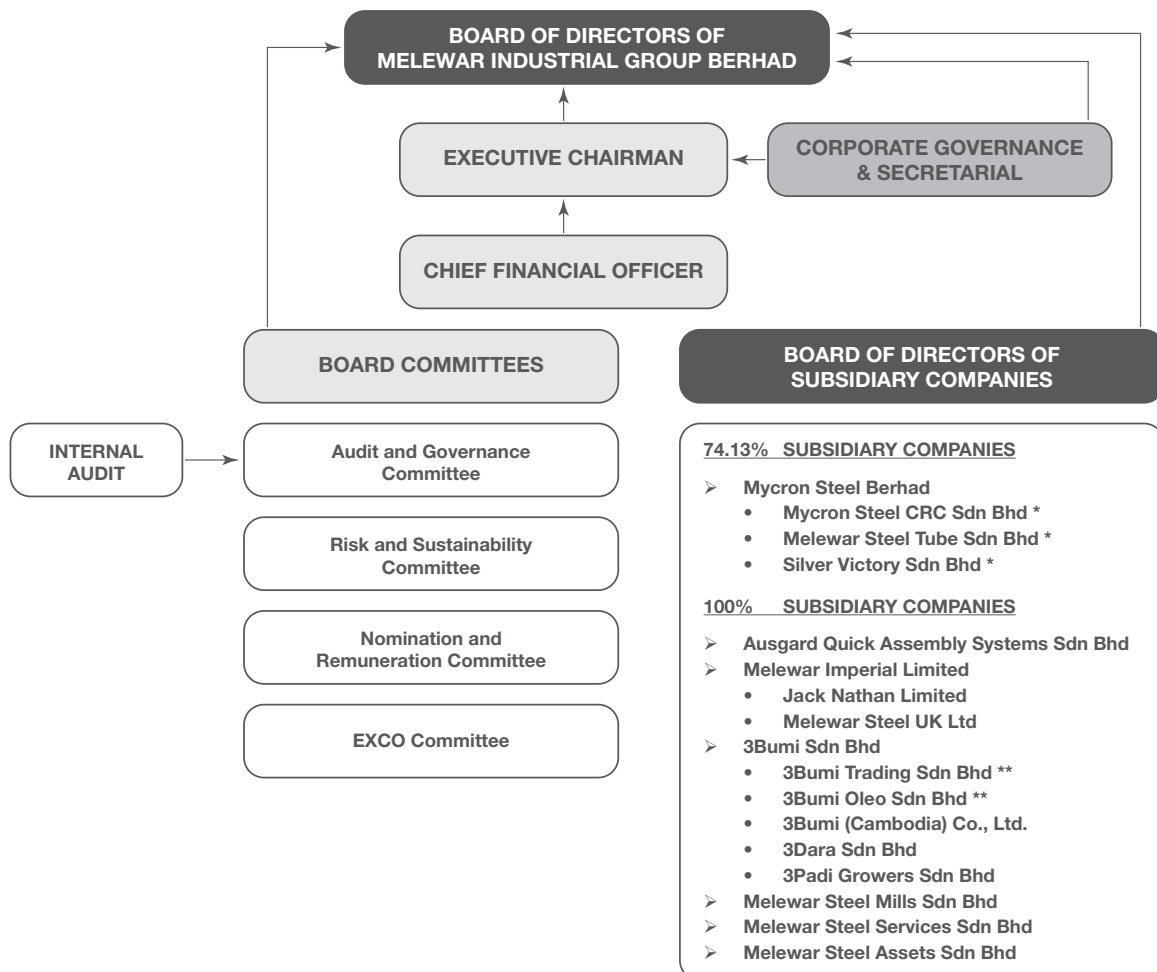 BOARD OF DIRECTORS OF
MELEWAR INDUSTRIAL GROUP BERHAD
EXECUTIVE CHAIRMAN
CORPORATE GOVERNANCE
& SECRETARIAL
CHIEF FINANCIAL OFFICER
BOARD COMMITTEES
INTERNAL
AUDIT
Audit and Governance
Committee
Risk and Sustainability
Committee
Nomination and
Remuneration Committee
EXCO Committee
BOARD OF DIRECTORS OF
SUBSIDIARY COMPANIES
74.13% SUBSIDIARY COMPANIES
➢ Mycron Steel Berhad
• Mycron Steel CRC Sdn Bhd *
• Melewar Steel Tube Sdn Bhd *
• Silver Victory Sdn Bhd *
100% SUBSIDIARY COMPANIES
➢ Ausgard Quick Assembly Systems Sdn Bhd
➢ Melewar Imperial Limited
• Jack Nathan Limited
• Melewar Steel UK Ltd
➢ 3Bumi Sdn Bhd
• 3Bumi Trading Sdn Bhd **
• 3Bumi Oleo Sdn Bhd **
• 3Bumi (Cambodia) Co., Ltd.
• 3Dara Sdn Bhd
• 3Padi Growers Sdn Bhd
➢ Melewar Steel Mills Sdn Bhd
➢ Melewar Steel Services Sdn Bhd
➢ Melewar Steel Assets Sdn Bhd